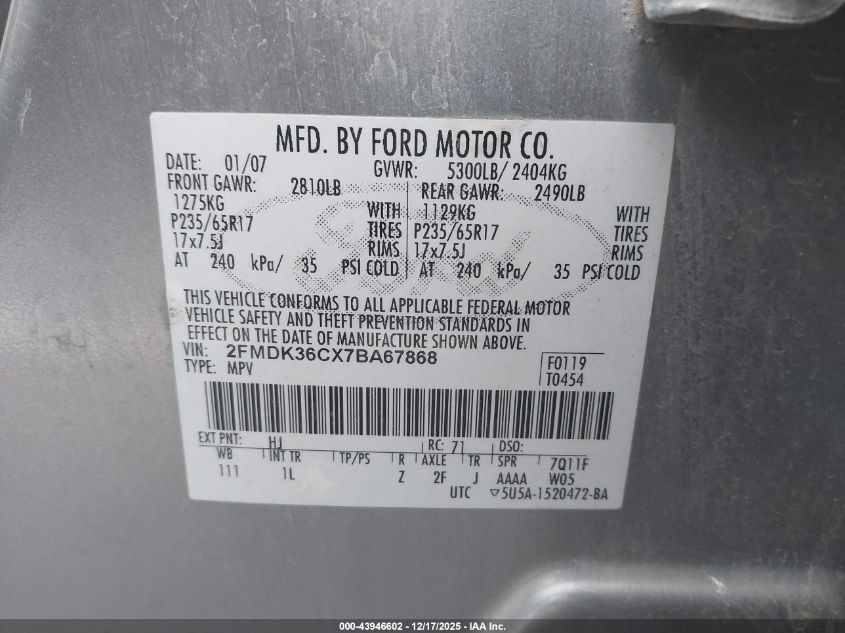 MFD. BY FORD MOTOR CO.
DATE: 01/07 GVWR: 5300LB/ 2404KG
FRONT GAWR: 2810LB REAR GAWR: 2490LB
1275KG WITH 1129KG WITH
P235/65R17 TIRES P235/65R17 TIRES
17x7.5J RIMS 17x7.5J RIMS
AT 240 kPa/ 35 PSI COLD AT 240 kPa/ 35 PSI COLD
Ford
THIS VEHICLE CONFORMS TO ALL APPLICABLE FEDERAL MOTOR
VEHICLE SAFETY AND THEFT PREVENTION STANDARDS IN
EFFECT ON THE DATE OF MANUFACTURE SHOWN ABOVE.
VIN: 2FMDK36CX7BA67868
TYPE: MPV
F0119
T0454
EXT PNT: HJ RC: 71 DSO:
WB INT TR TP/PS R AXLE TR SPR 7Q11F
111 1L Z 2F J AAAA W05
UTC ▽5U5A-1520472-BA
000-43946602 - 12/17/2025 - IAA Inc.